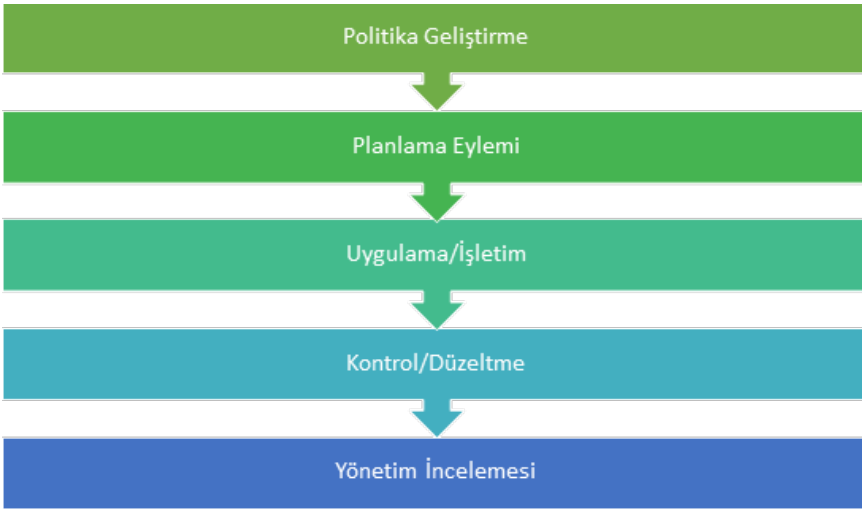 Politika Geliştirme
Planlama Eylemi
Uygulama/İşletim
Kontrol/Düzeltme
Yönetim İncelemesi